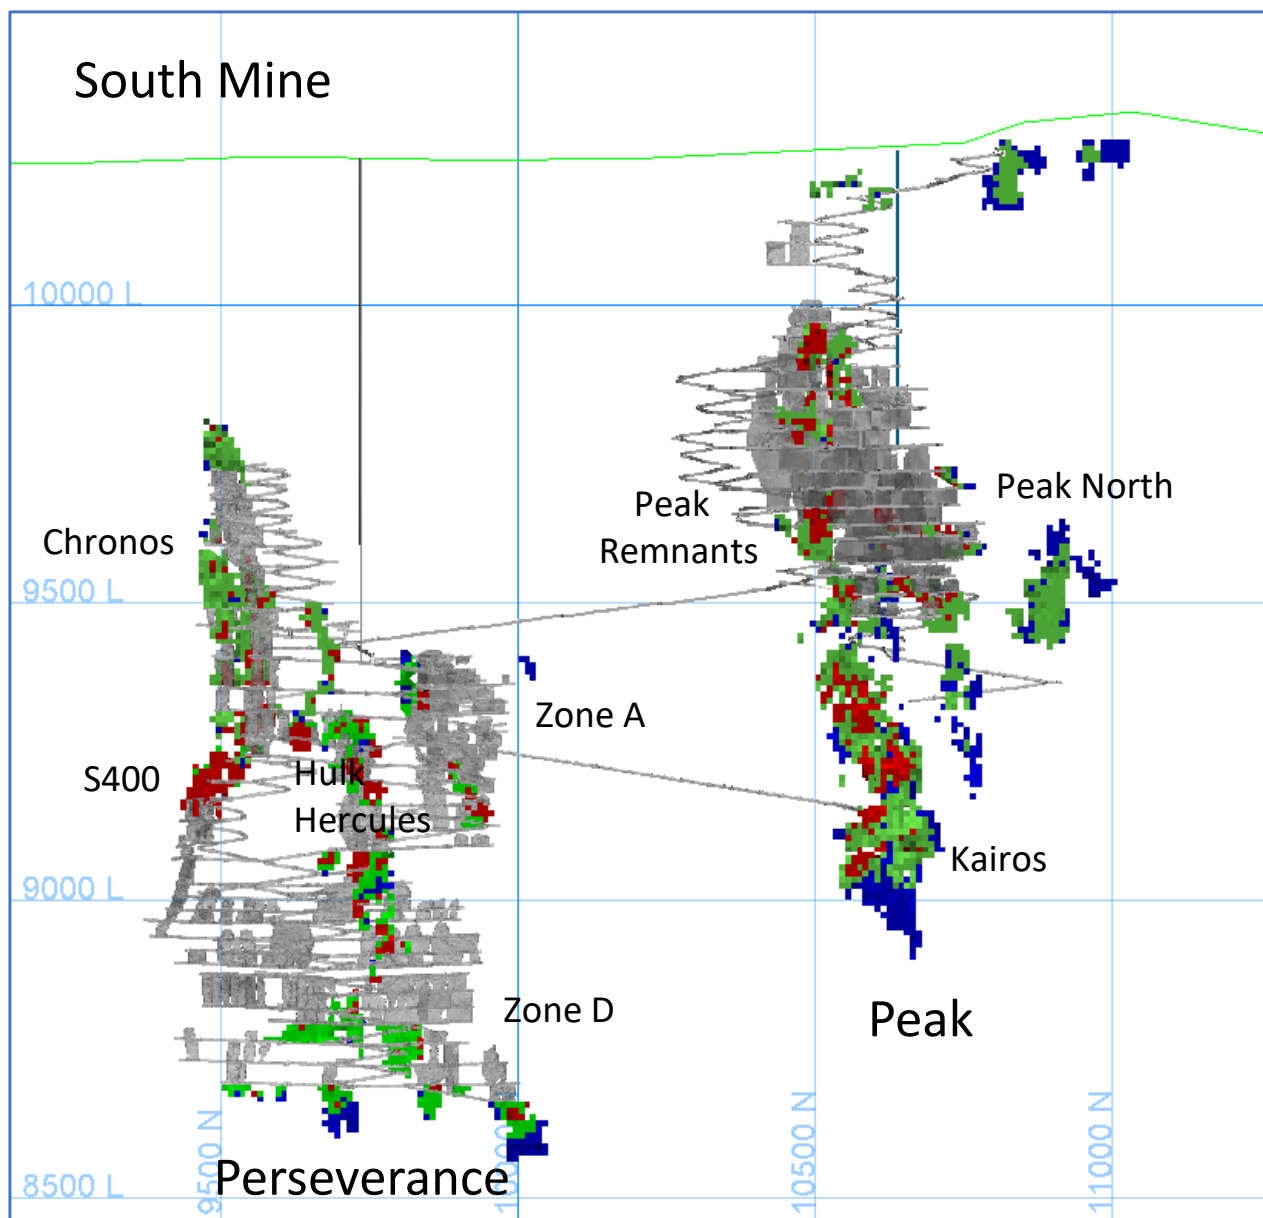 South Mine
10000 L
Peak North
Peak
Remnants
Chronos
9500 L
Zone A
S400
Hulk
Hercules
Kairos
9000 L
Zone D
Peak
9500 N
10000 N
10500 N
11000 N
Perseverance
8500 L